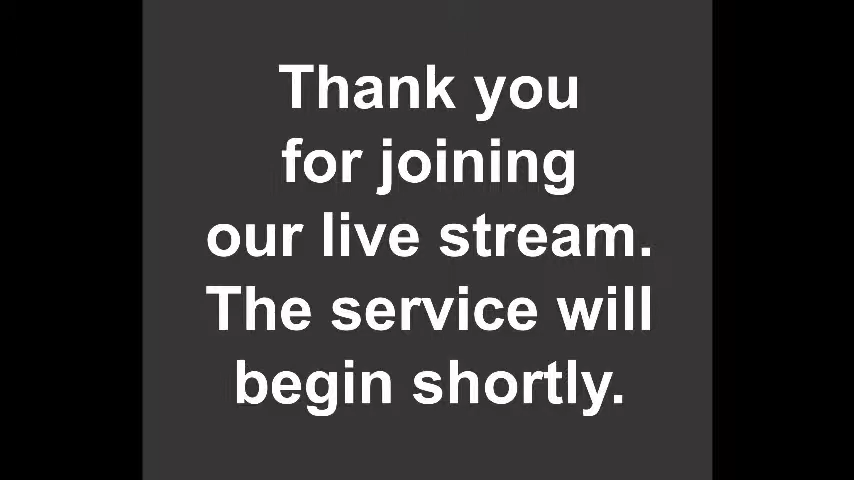 Thank you
for joining
our live stream.
The service will
begin shortly.